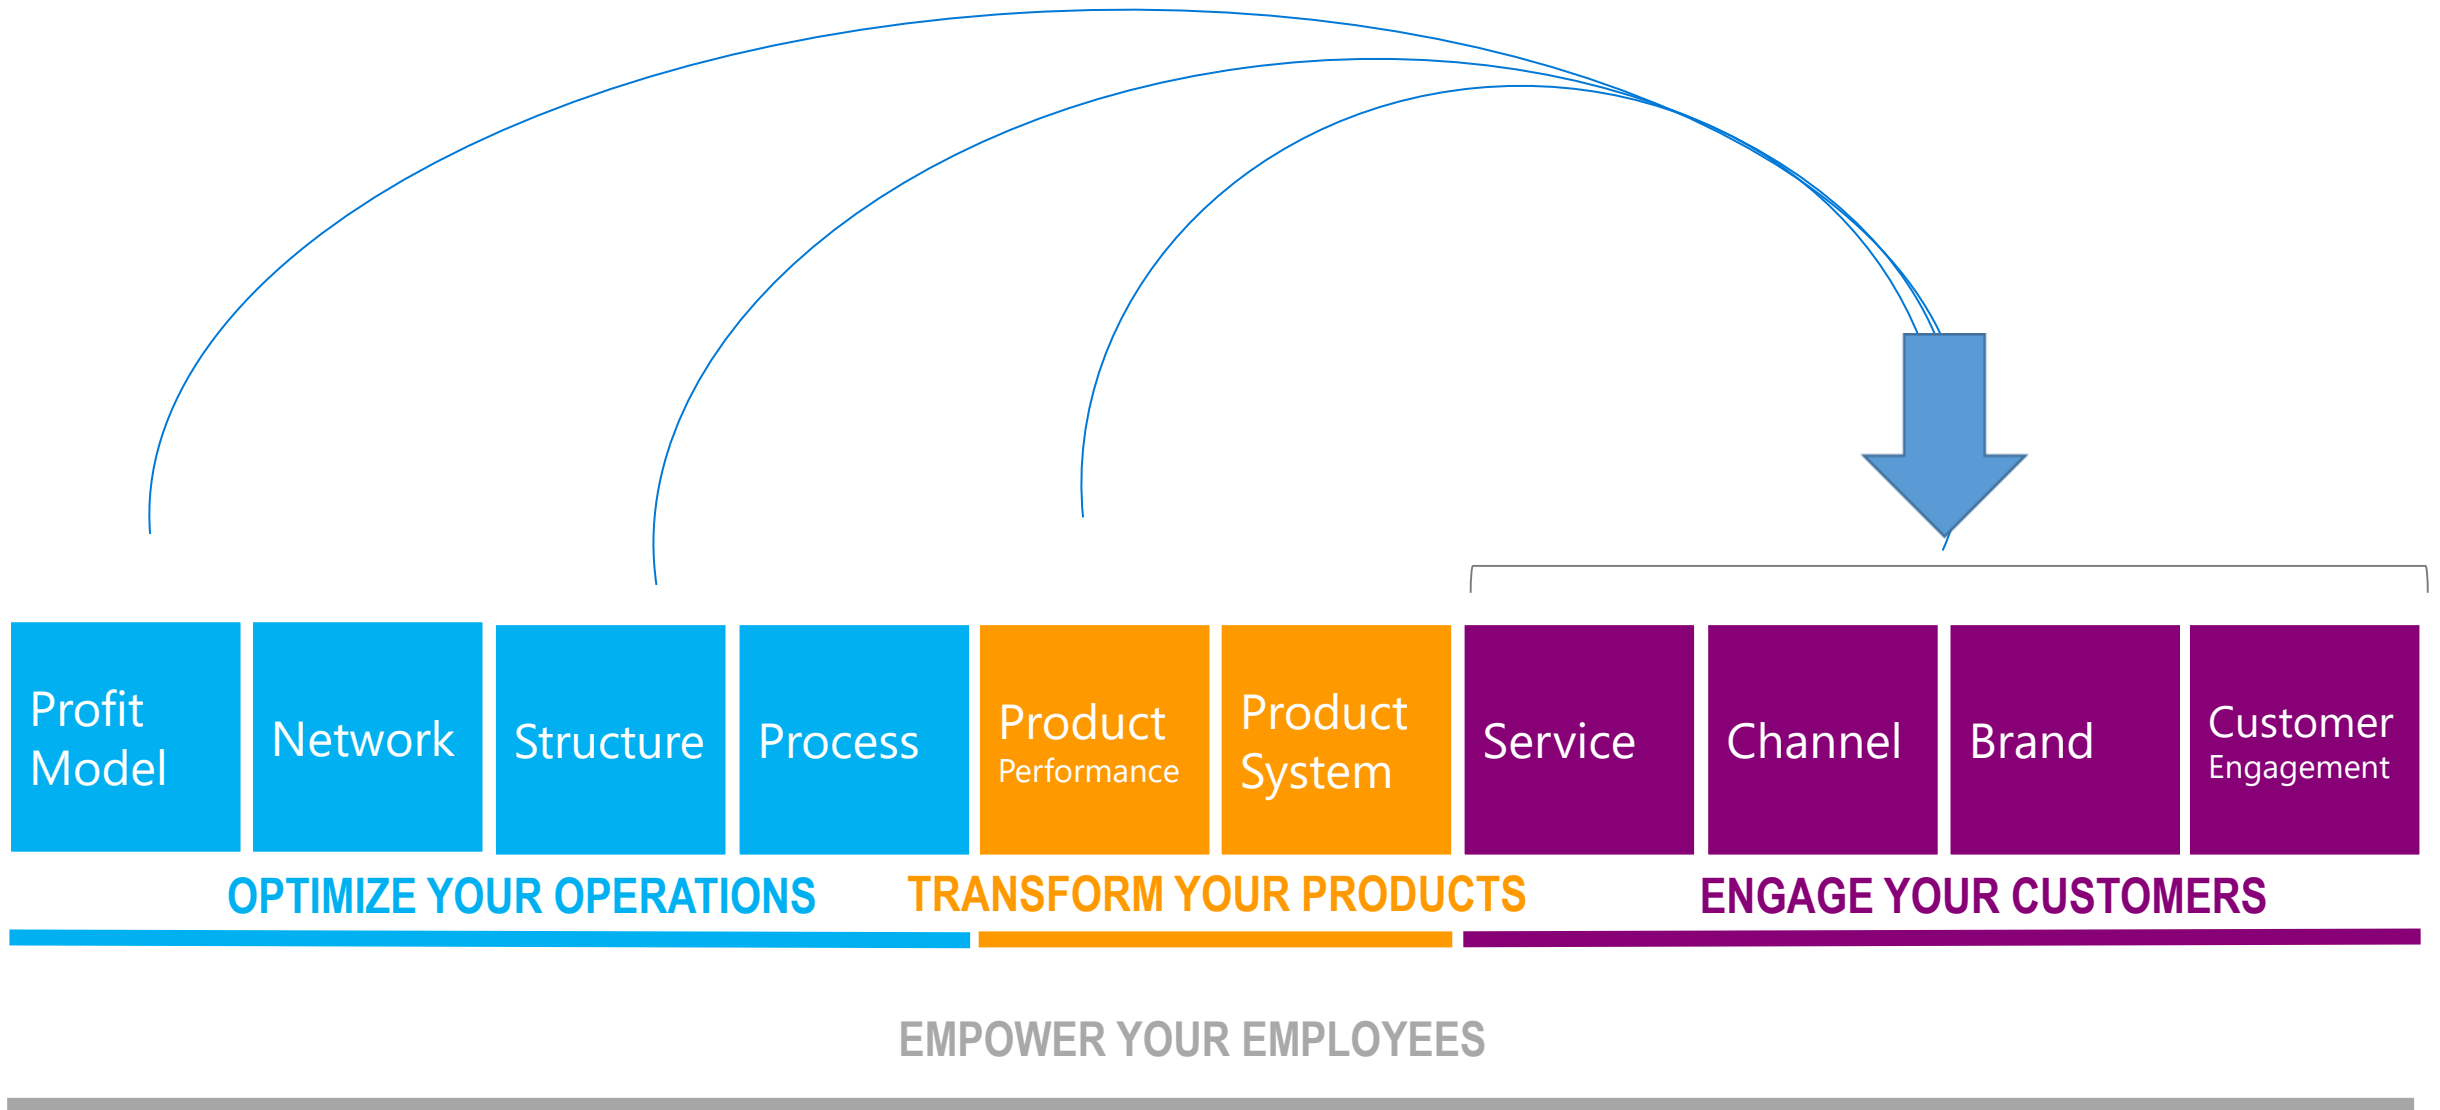 Profit
Model
Network
Structure
Process
Product
Performance
Product
System
Service
Channel
Brand
Customer
Engagement
OPTIMIZE YOUR OPERATIONS
TRANSFORM YOUR PRODUCTS
ENGAGE YOUR CUSTOMERS
EMPOWER YOUR EMPLOYEES